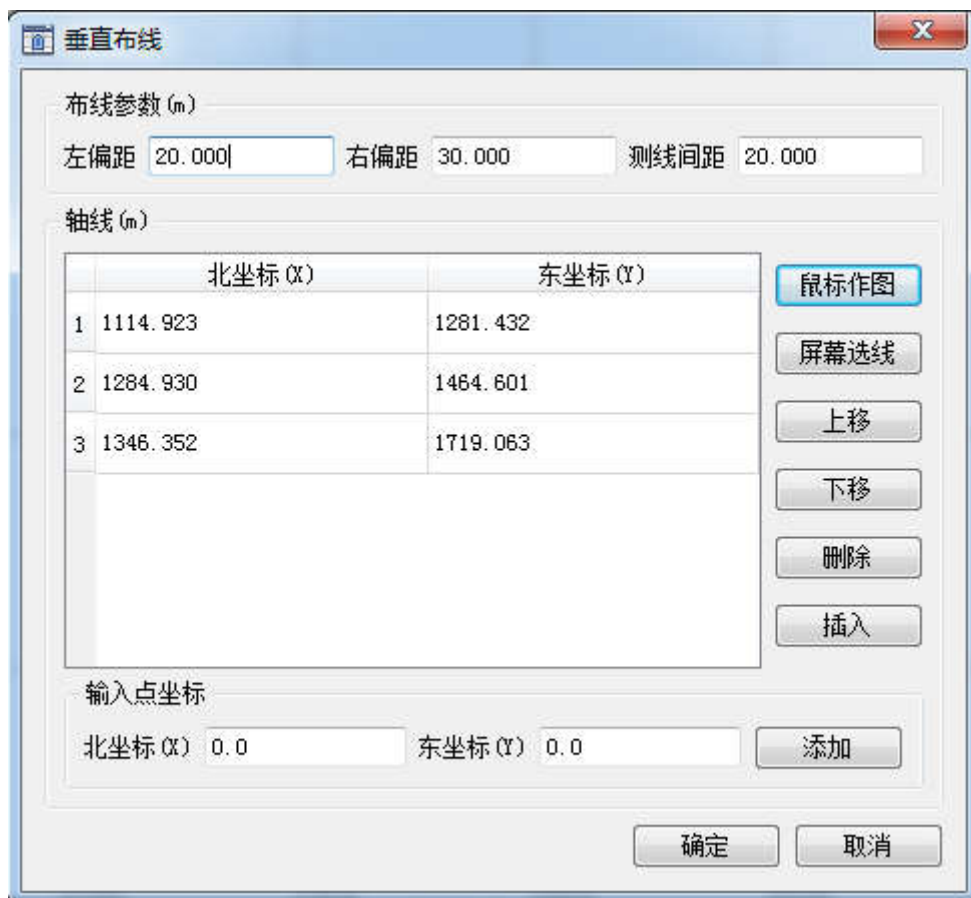 垂直布线
布线参数(m)
左偏距 20.000 右偏距 30.000 测线间距 20.000
轴线(m)
北坐标(X) 东坐标(Y)
1 1114.923 1281.432
2 1284.930 1464.601
3 1346.352 1719.063
鼠标作图
屏幕选线
上移
下移
删除
插入
输入点坐标
北坐标(X) 0.0 东坐标(Y) 0.0 添加
确定 取消